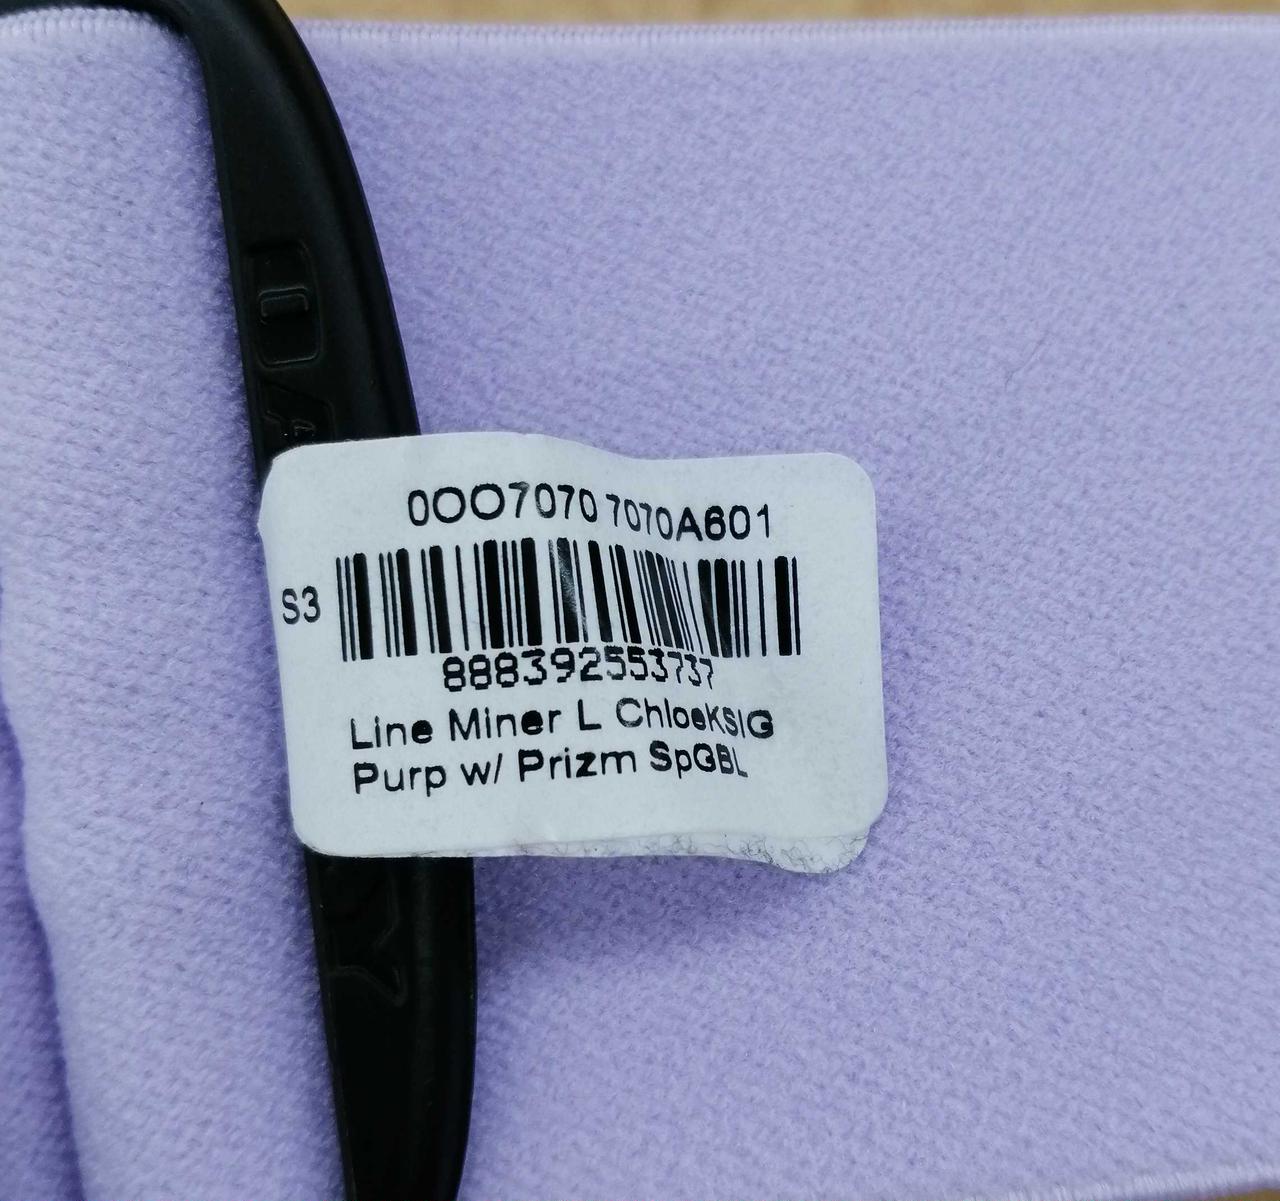 0OO7070 7070A601
S3
888392553737
Line Miner L ChloeKSIG
Purp w/ Prizm SpGBL